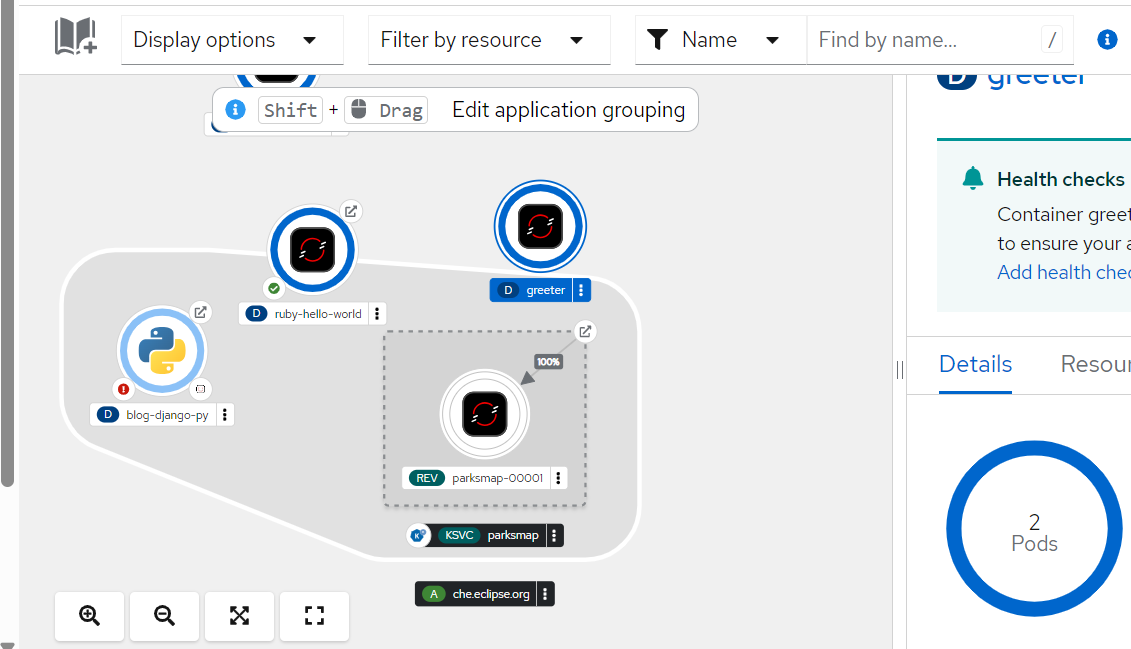 Display options
Filter by resource
Name
Find by name...
/
Shift + Drag Edit application grouping
D greeter
D ruby-hello-world
D blog-django-py
100%
REV parksmap-00001
KSVC parksmap
A che.eclipse.org
D greeter
Health checks
Container greet
to ensure your a
Add health chec
Details
Resour
2
Pods